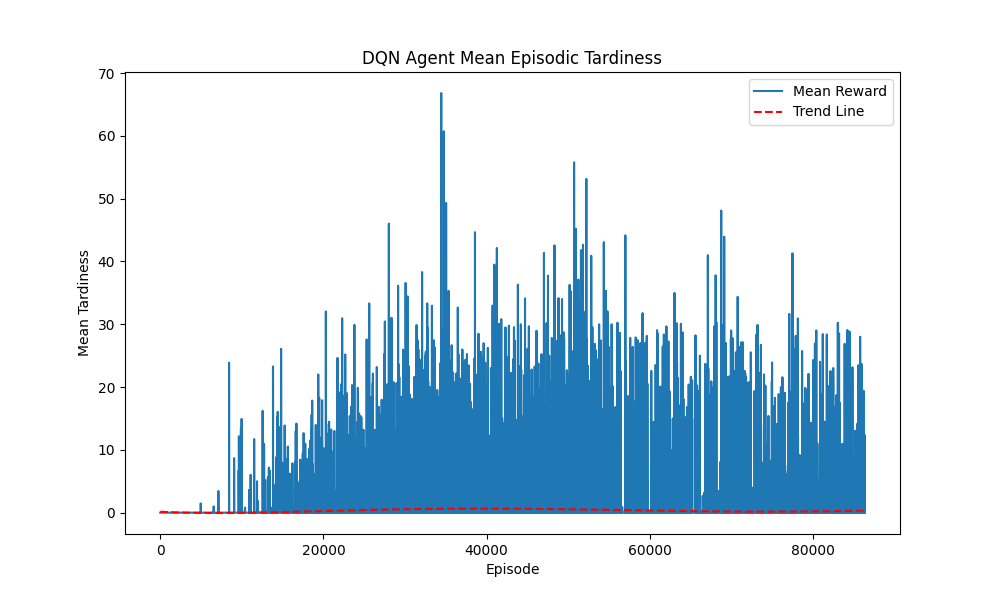 DQN Agent Mean Episodic Tardiness
70
60
50
40
30
20
10
0
Mean Tardiness
Mean Reward
Trend Line
0 20000 40000 60000 80000
Episode